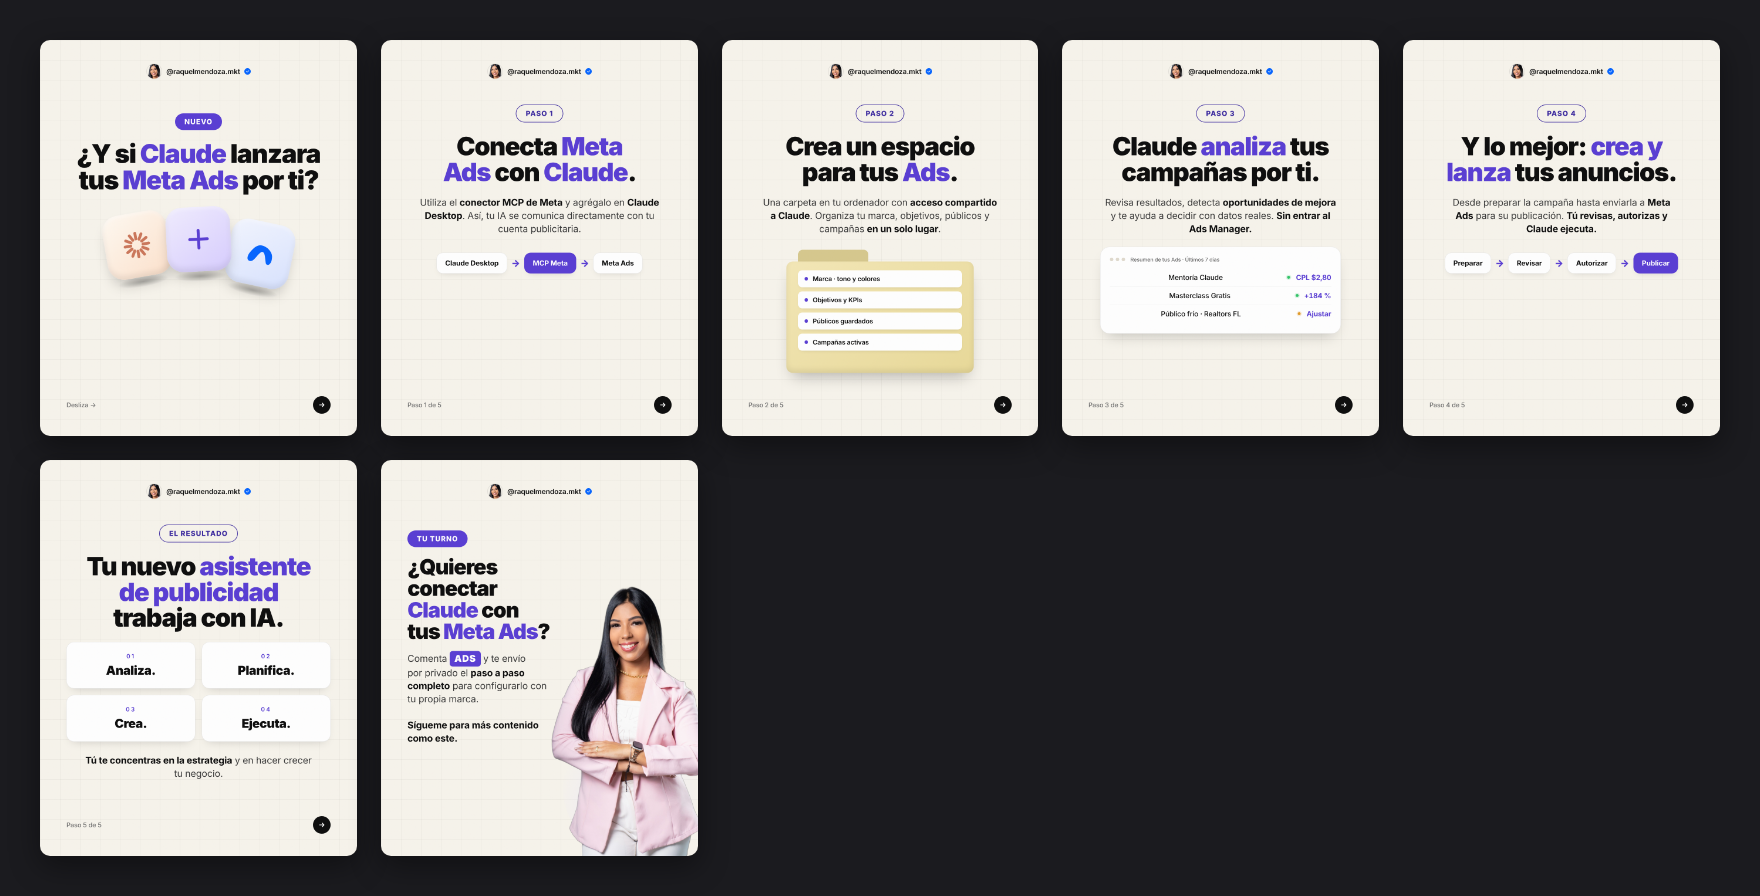 @raquelmendoza.mkt
NUEVO
¿Y si Claude lanzara
tus Meta Ads por ti?
Desliza →
@raquelmendoza.mkt
PASO 1
Conecta Meta
Ads con Claude.
Utiliza el conector MCP de Meta y agrégalo en Claude
Desktop. Así, tu IA se comunica directamente con tu
cuenta publicitaria.
Claude Desktop → MCP Meta → Meta Ads
Paso 1 de 5
@raquelmendoza.mkt
PASO 2
Crea un espacio
para tus Ads.
Una carpeta en tu ordenador con acceso compartido
a Claude. Organiza tu marca, objetivos, públicos y
campañas en un solo lugar.
Marca · tono y colores
Objetivos y KPIs
Públicos guardados
Campañas activas
Paso 2 de 5
@raquelmendoza.mkt
PASO 3
Claude analiza tus
campañas por ti.
Revisa resultados, detecta oportunidades de mejora
y te ayuda a decidir con datos reales. Sin entrar al
Ads Manager.
Resumen de tus Ads · Últimos 7 días
Mentoría Claude CPL $2,80
Masterclass Gratis +184 %
Público frío · Realtors FL Ajustar
Paso 3 de 5
@raquelmendoza.mkt
PASO 4
Y lo mejor: crea y
lanza tus anuncios.
Desde preparar la campaña hasta enviarla a Meta
Ads para su publicación. Tú revisas, autorizas y
Claude ejecuta.
Preparar → Revisar → Autorizar → Publicar
Paso 4 de 5
@raquelmendoza.mkt
EL RESULTADO
Tu nuevo asistente
de publicidad
trabaja con IA.
01
Analiza.
02
Planifica.
03
Crea.
04
Ejecuta.
Tú te concentras en la estrategia y en hacer crecer
tu negocio.
Paso 5 de 5
@raquelmendoza.mkt
TU TURNO
¿Quieres
conectar
Claude con
tus Meta Ads?
Comenta ADS y te envío
por privado el paso a paso
completo para configurarlo con
tu propia marca.
Sígueme para más contenido
como este.